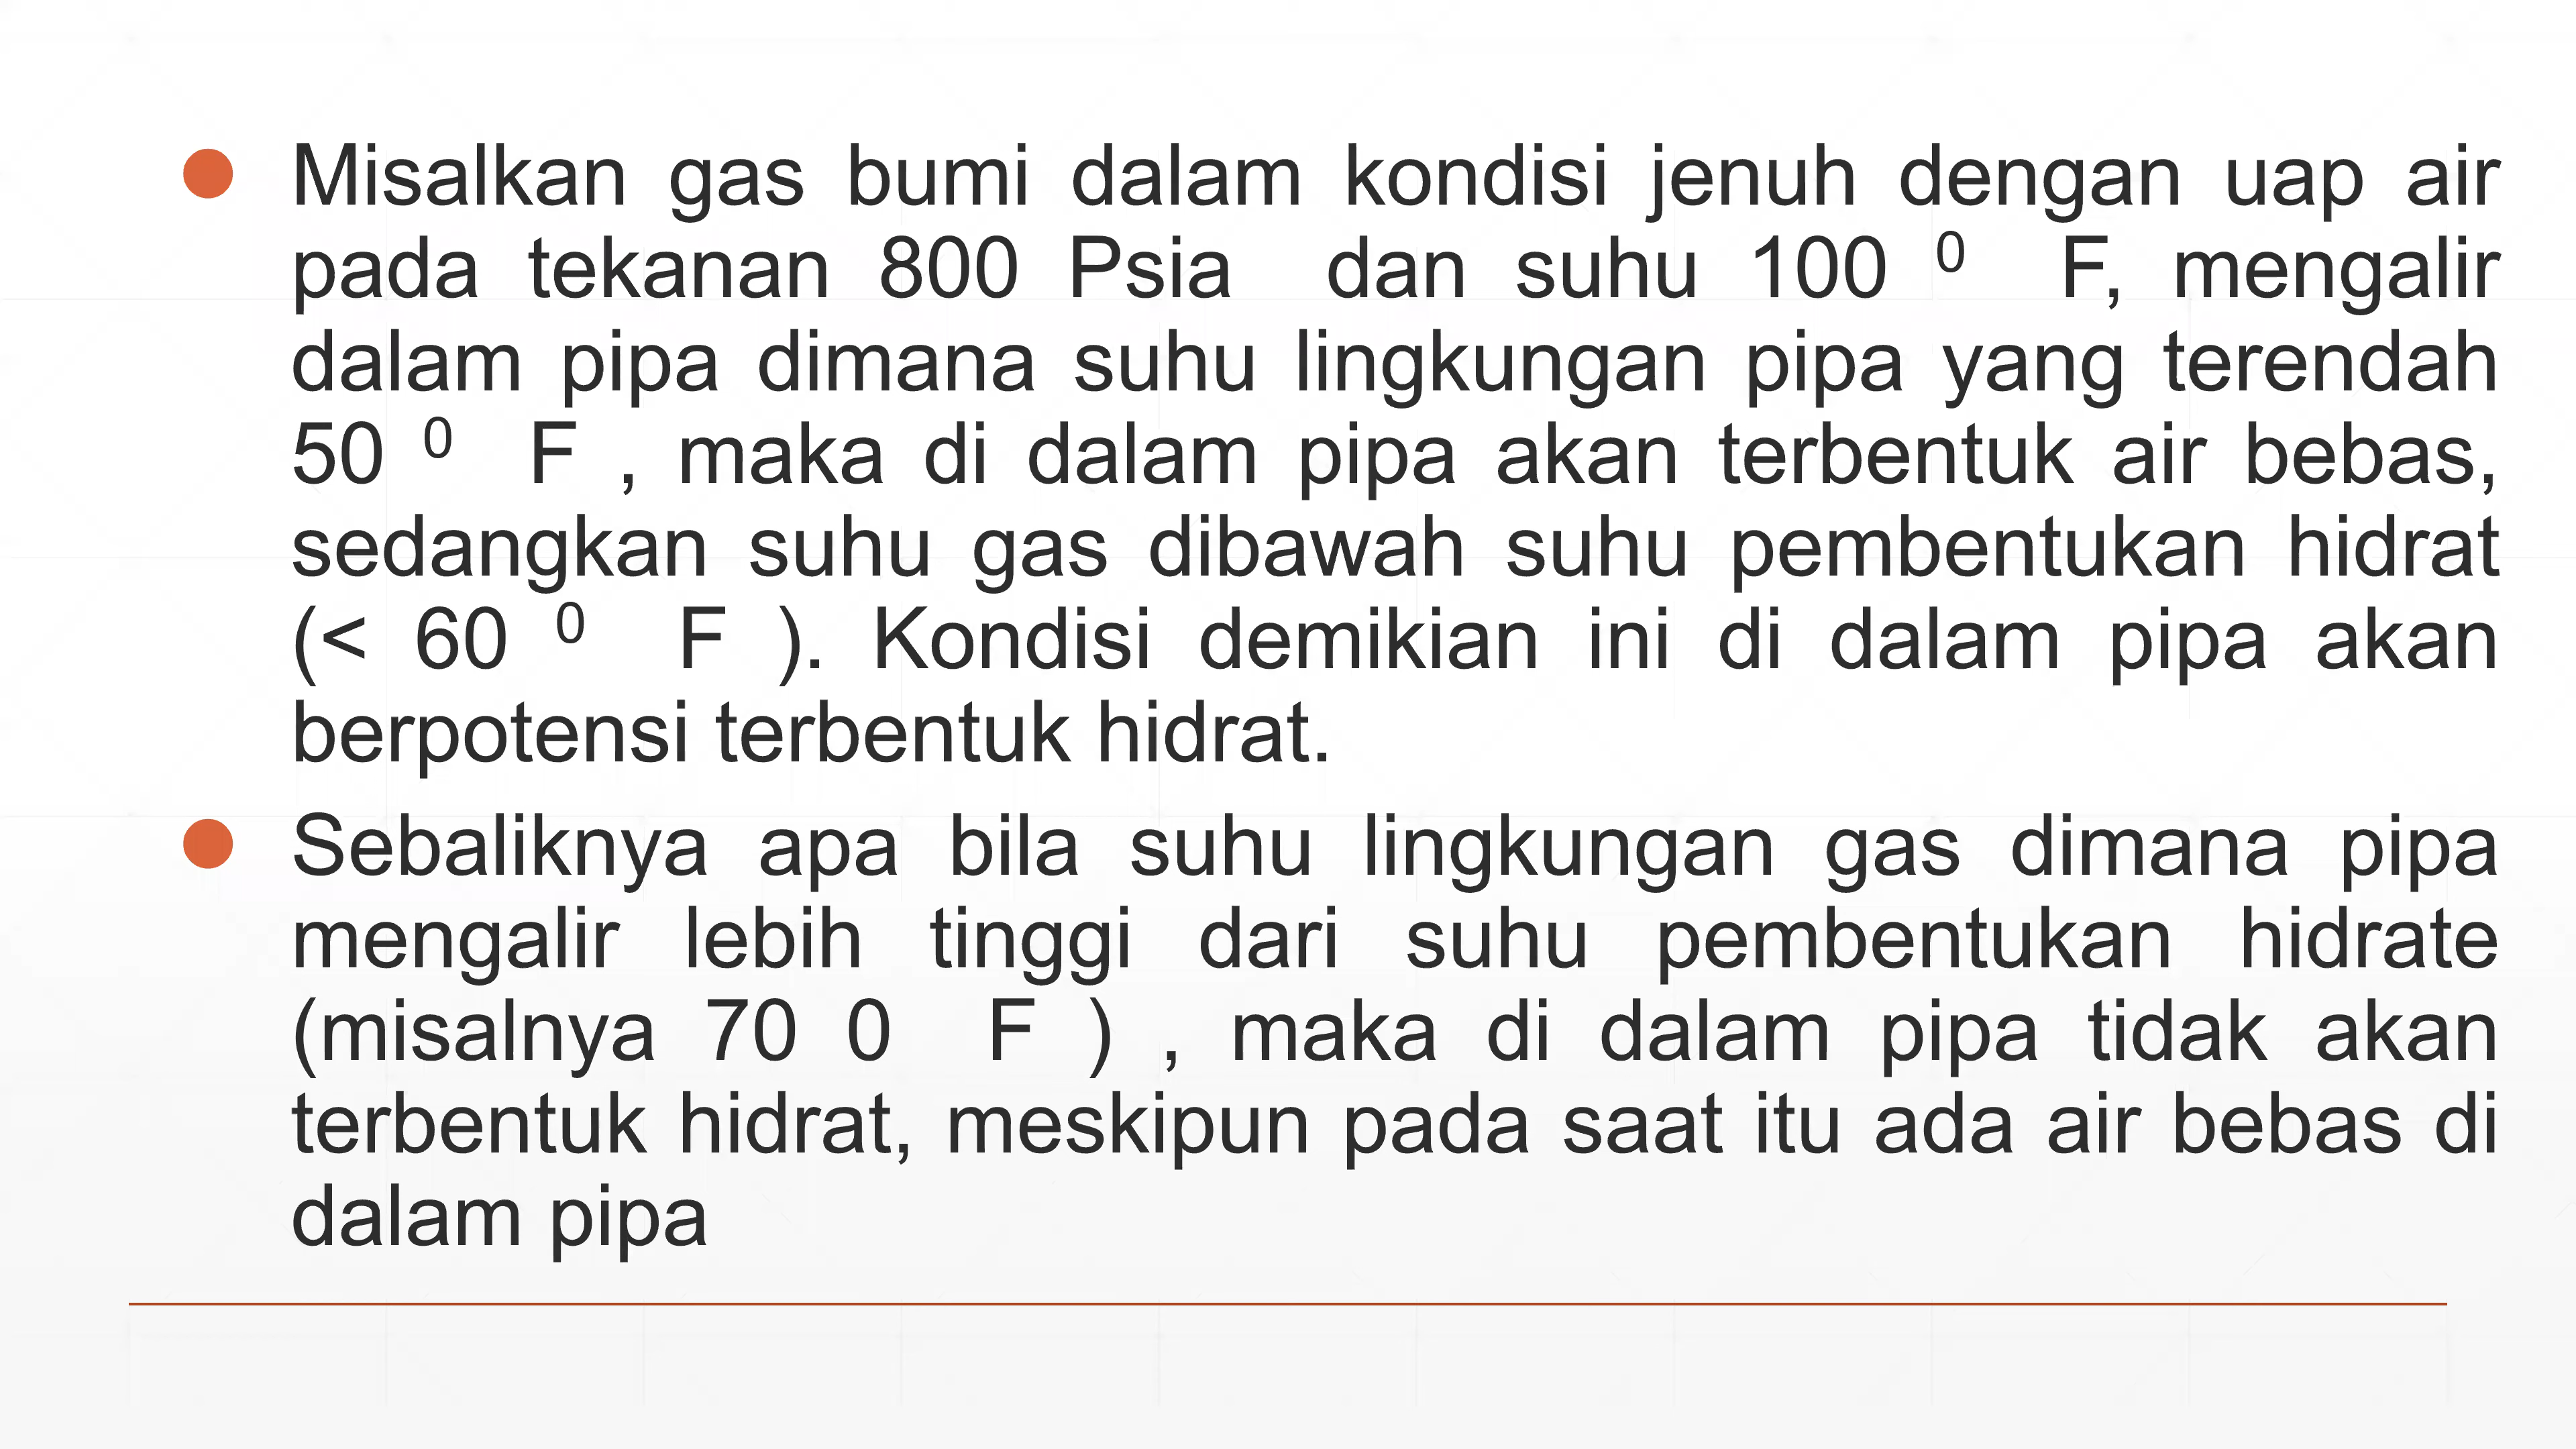 Misalkan gas bumi dalam kondisi jenuh dengan uap air
pada tekanan 800 Psia dan suhu 100 ⁰ F, mengalir
dalam pipa dimana suhu lingkungan pipa yang terendah
50 ⁰ F , maka di dalam pipa akan terbentuk air bebas,
sedangkan suhu gas dibawah suhu pembentukan hidrat
(< 60 ⁰ F ). Kondisi demikian ini di dalam pipa akan
berpotensi terbentuk hidrat.
Sebaliknya apa bila suhu lingkungan gas dimana pipa
mengalir lebih tinggi dari suhu pembentukan hidrate
(misalnya 70 0 F ) , maka di dalam pipa tidak akan
terbentuk hidrat, meskipun pada saat itu ada air bebas di
dalam pipa